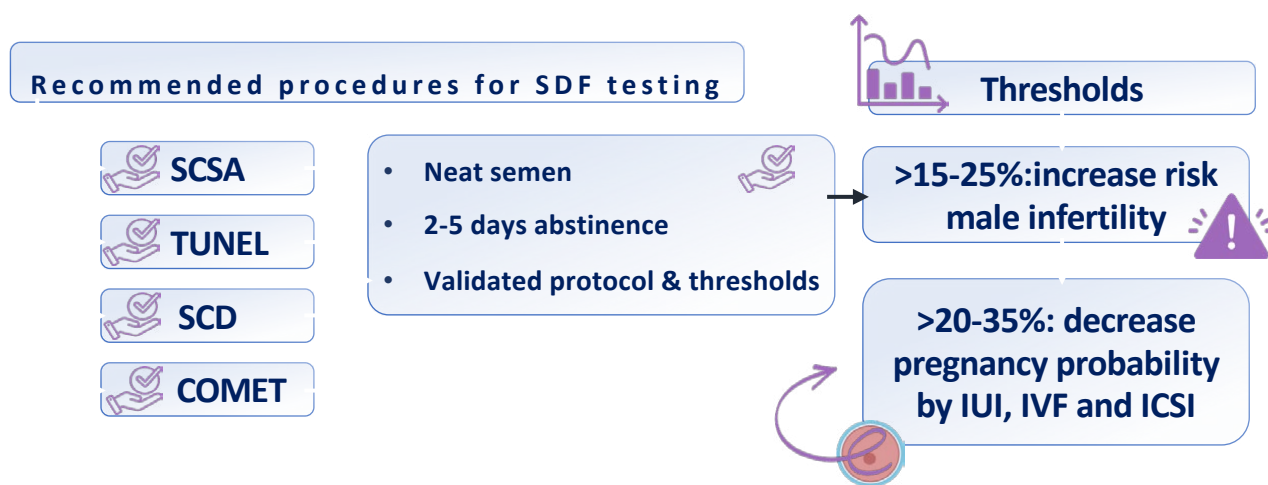 Recommended procedures for SDF testing
SCSA
TUNEL
SCD
COMET
• Neat semen
• 2-5 days abstinence
• Validated protocol & thresholds
Thresholds
>15-25%:increase risk
male infertility
>20-35%: decrease
pregnancy probability
by IUI, IVF and ICSI